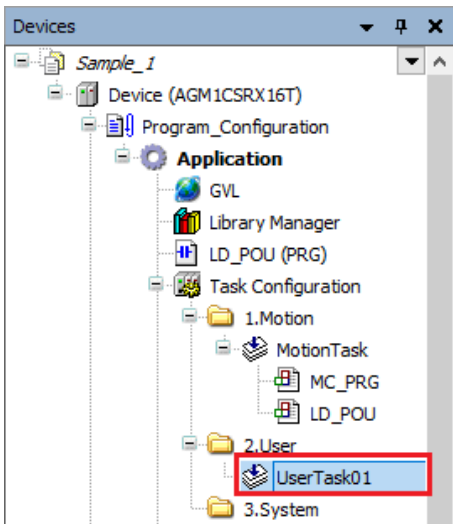 Devices
Sample_1
Device (AGM1CSRX16T)
Program_Configuration
Application
GVL
Library Manager
LD_POU (PRG)
Task Configuration
1.Motion
MotionTask
MC_PRG
LD_POU
2.User
UserTask01
3.System